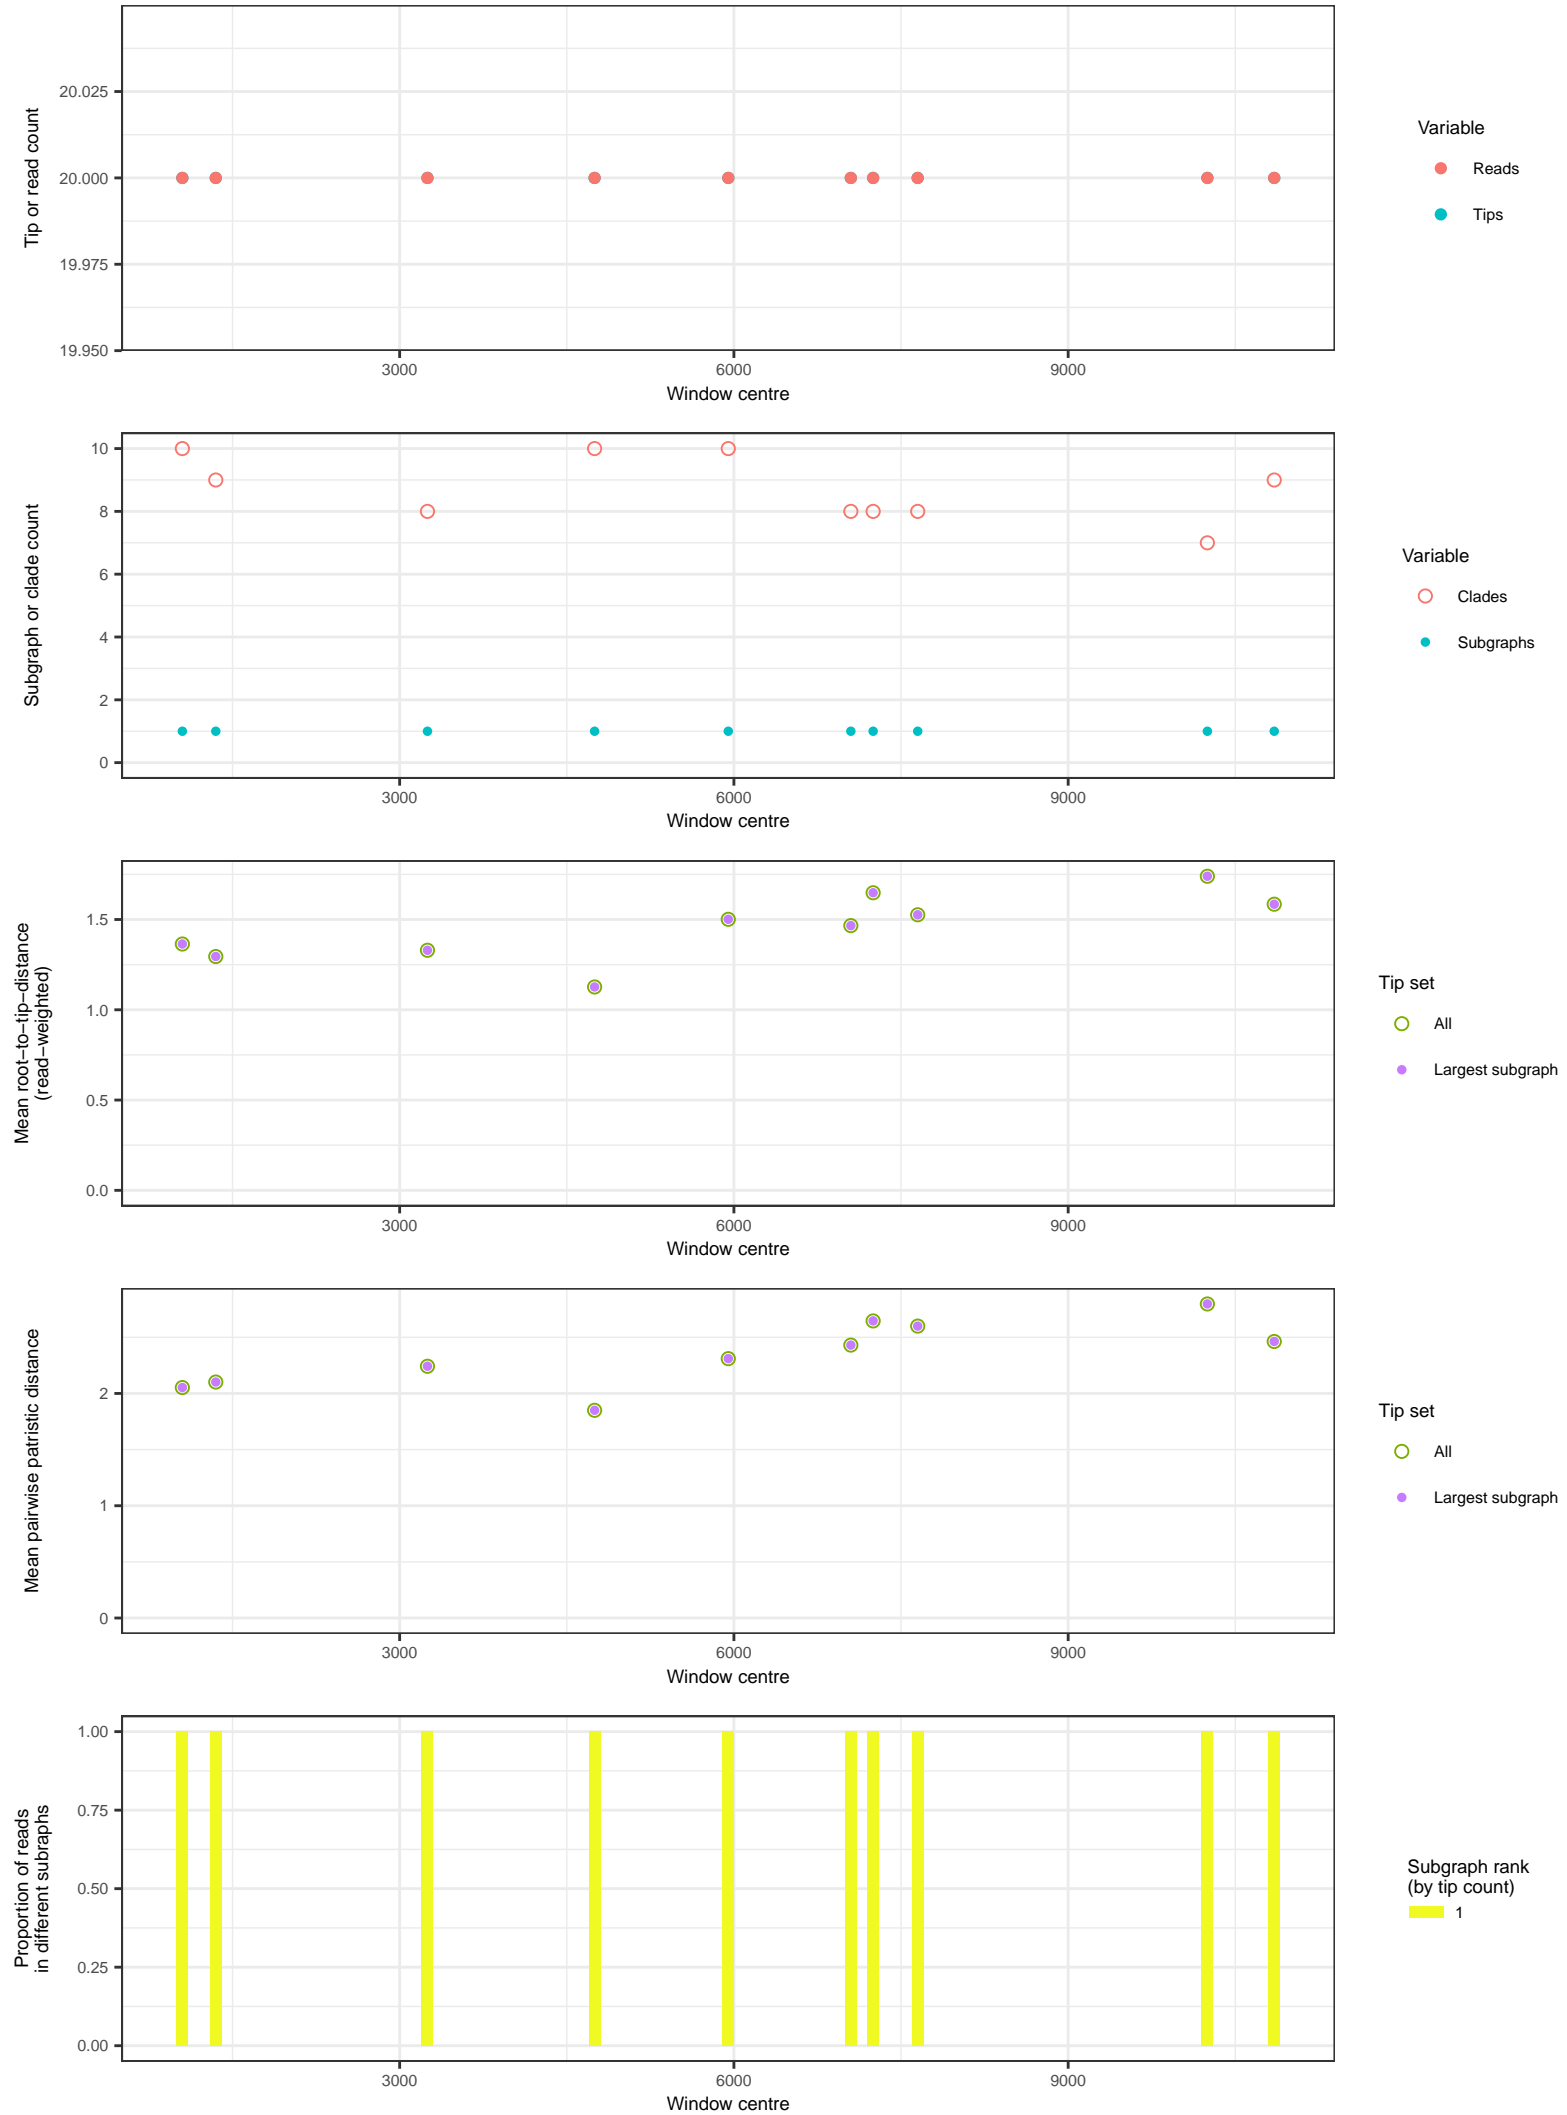 20.025
20.000
19.975
19.950
Tip or read count
3000
6000
9000
Window centre
Variable
Reads
Tips
10
8
6
4
2
0
Subgraph or clade count
3000
6000
9000
Window centre
Variable
Clades
Subgraphs
1.5
1.0
0.5
0.0
Mean root−to−tip−distance
(read−weighted)
3000
6000
9000
Window centre
Tip set
All
Largest subgraph
2
1
0
Mean pairwise patristic distance
3000
6000
9000
Window centre
Tip set
All
Largest subgraph
1.00
0.75
0.50
0.25
0.00
Proportion of reads
in different subraphs
3000
6000
9000
Window centre
Subgraph rank
(by tip count)
1